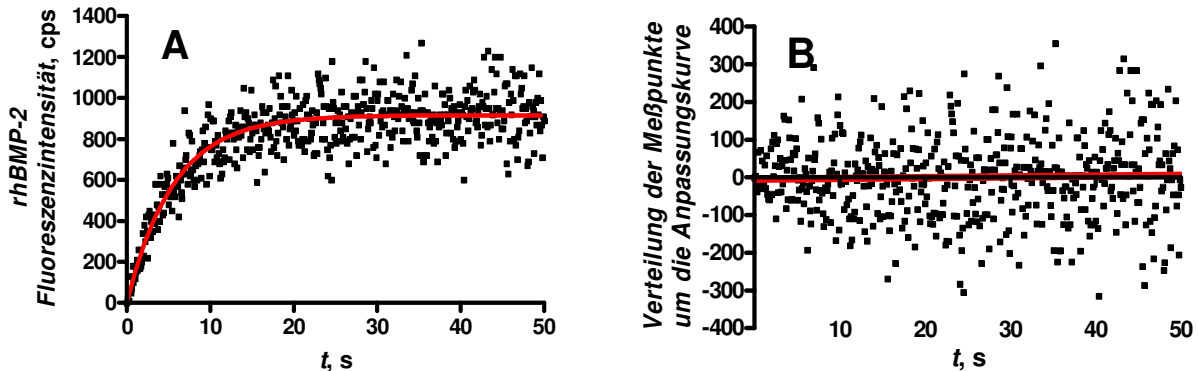 A
rhBMP-2
Fluoreszenzintensität, cps
1400
1200
1000
800
600
400
200
0
0 10 20 30 40 50
t, s
B
Verteilung der Meßpunkte
um die Anpassungskurve
400
300
200
100
0
-100
-200
-300
-400
10 20 30 40 50
t, s